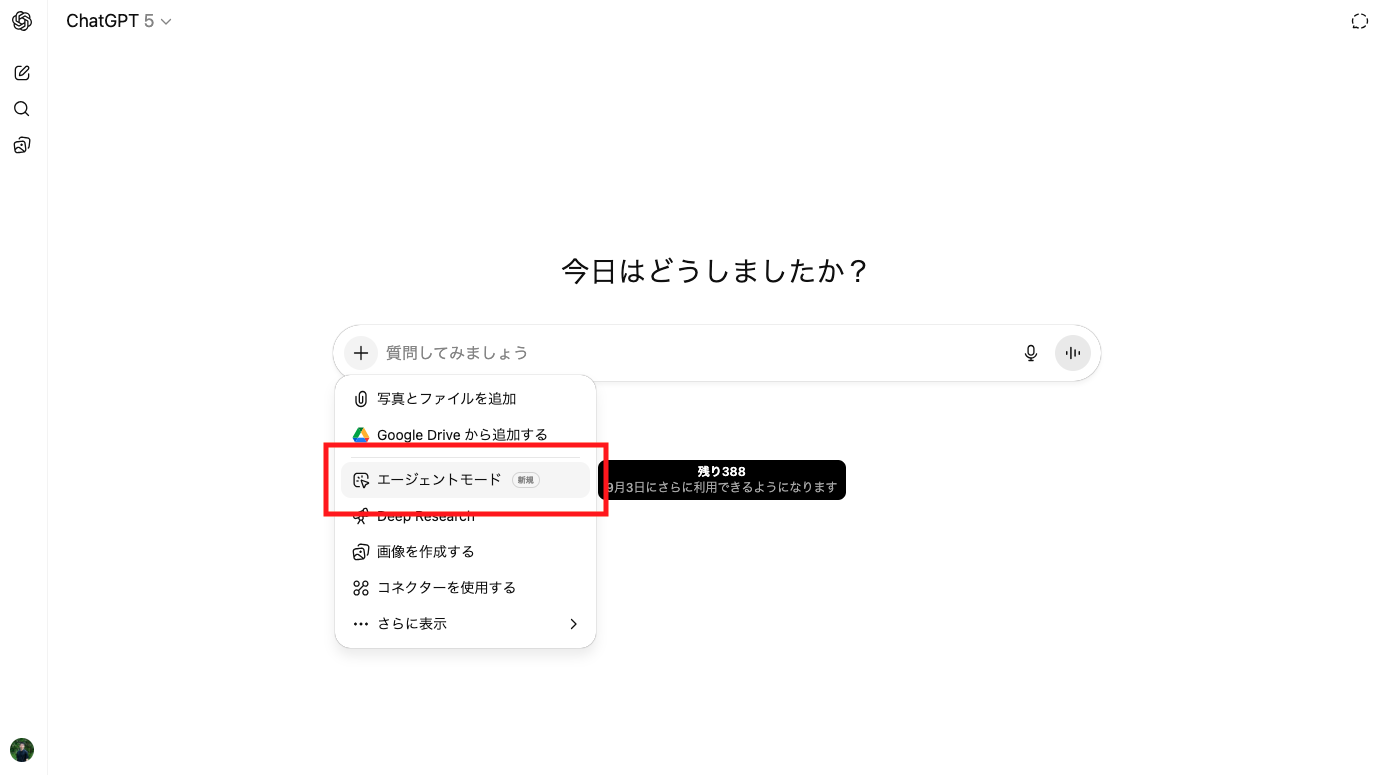 ChatGPT 5
今日はどうしましたか？
質問してみましょう
写真とファイルを追加
Google Drive から追加する
エージェントモード 新規
残り388
9月3日にさらに利用できるようになります
Deep Research
画像を作成する
コネクターを使用する
さらに表示